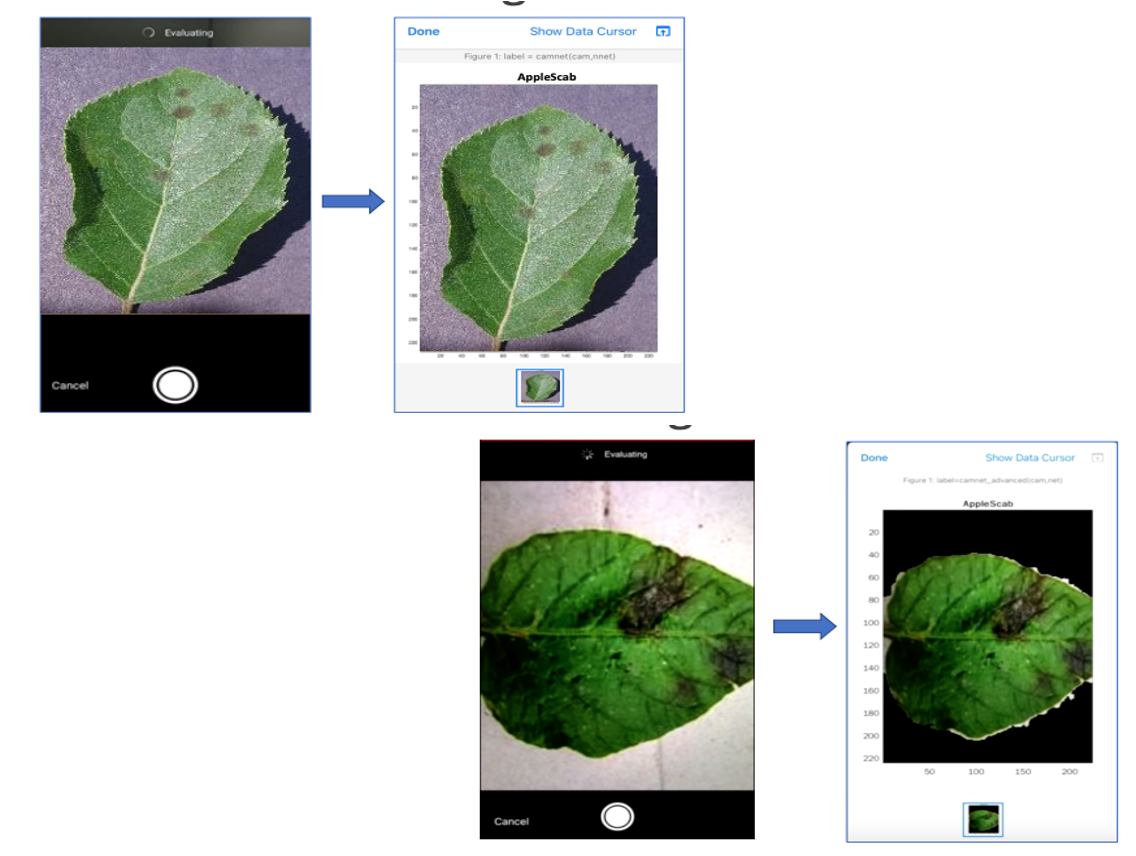 Evaluating
Done Show Data Cursor
Figure 1: label = camnet(cam,nnet)
AppleScab
20
40
60
80
100
120
140
160
180
200
220
20 40 60 80 100 120 140 160 180 200 220
Cancel
Evaluating
Done Show Data Cursor
Figure 1: label=camnet_advanced(cam,net)
AppleScab
20
40
60
80
100
120
140
160
180
200
220
50 100 150 200
Cancel